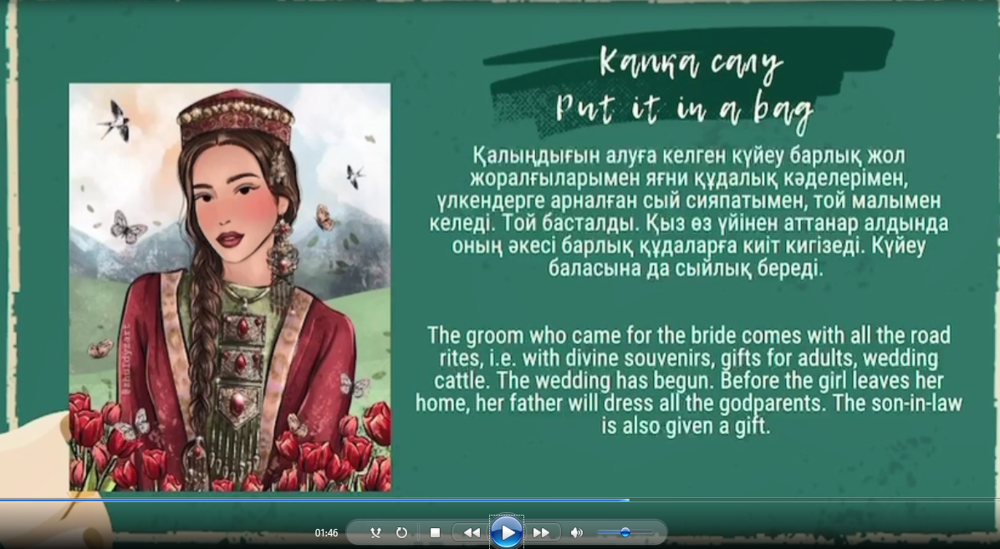 Капқа салу
Put it in a bag
Қалыңдығын алуға келген күйеу барлық жол
жоралғыларымен яғни құдалық кәделерімен,
үлкендерге арналған сый сияпатымен, той малымен
келеді. Той басталды. Қыз өз үйінен аттанар алдында
оның әкесі барлық құдаларға киіт кигізеді. Күйеу
баласына да сыйлық береді.
The groom who came for the bride comes with all the road
rites, i.e. with divine souvenirs, gifts for adults, wedding
cattle. The wedding has begun. Before the girl leaves her
home, her father will dress all the godparents. The son-in-law
is also given a gift.
@zhuldyzart
01:46